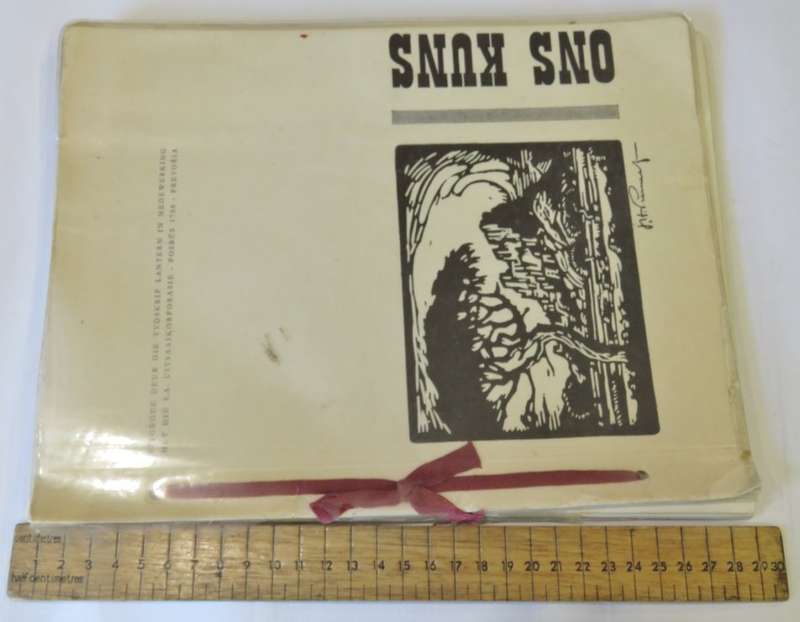 ONS KUNS
J.H. Pierneef
UITGEGEE DEUR DIE TYDSKRIF LANTERN IN MEDEWERKING
MET DIE S.A. UITSAAIKORPORASIE - POSBUS 1758 - PRETORIA
centimetres
1 2 3 4 5 6 7 8 9 10 11 12 13 14 15 16 17 18 19 20 21 22 23 24 25 26 27 28 29 30
half centimetres